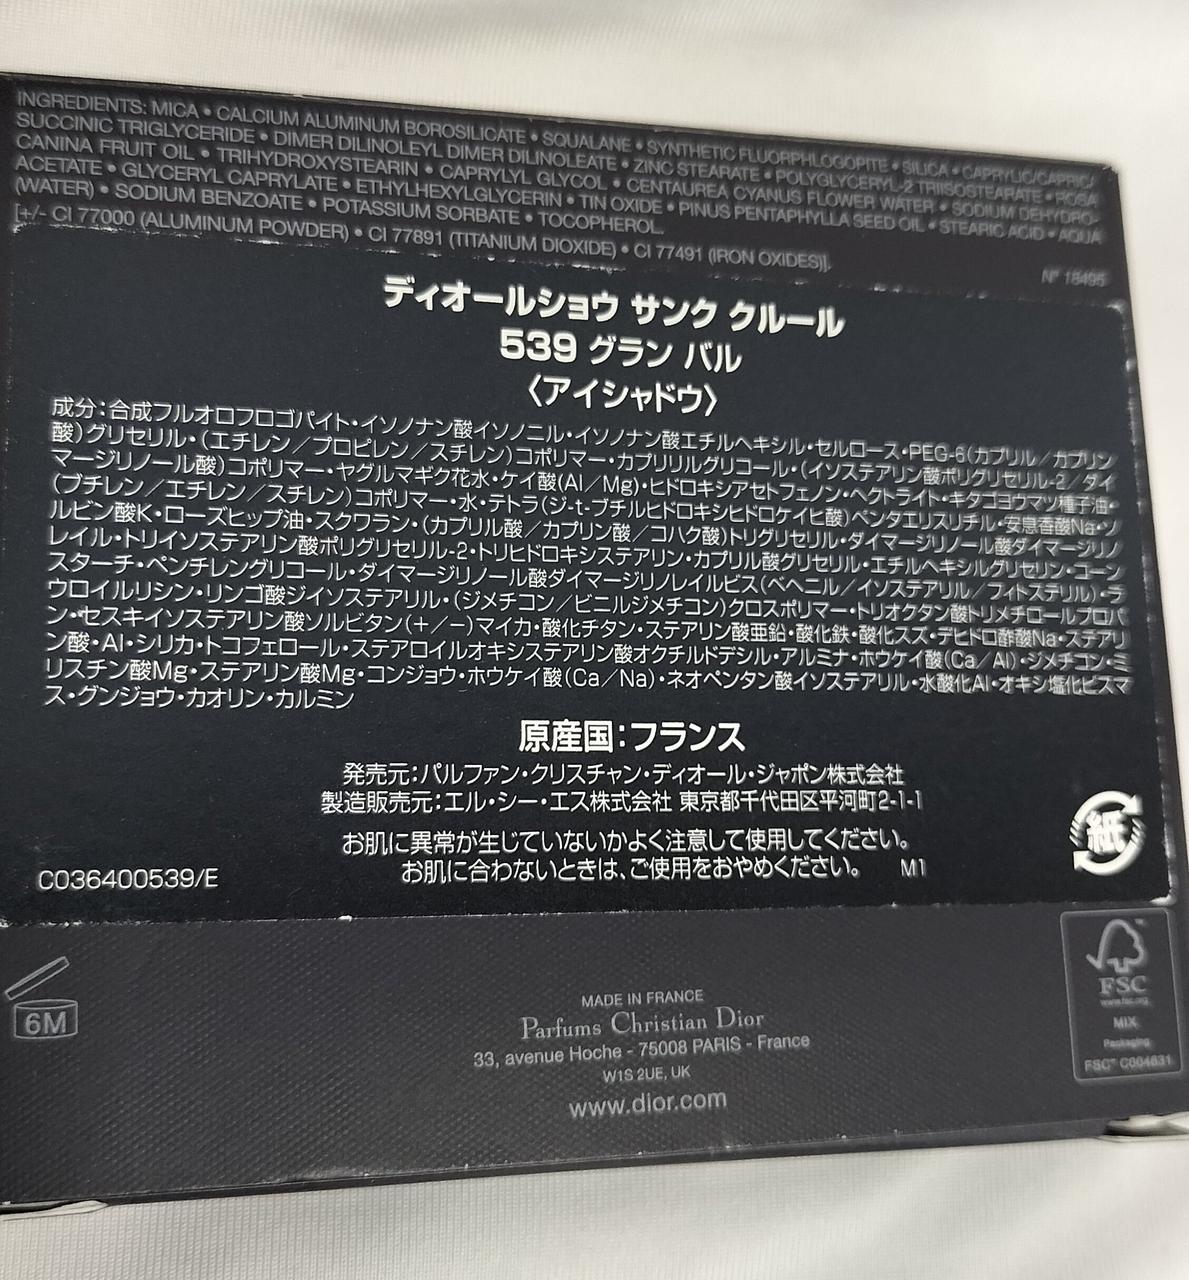 INGREDIENTS: MICA • CALCIUM ALUMINUM BOROSILICATE • SQUALANE • SYNTHETIC FLUORPHLOGOPITE • SILICA • CAPRYLIC/CAPRIC/
SUCCINIC TRIGLYCERIDE • DIMER DILINOLEYL DIMER DILINOLEATE • ZINC STEARATE • POLYGLYCERYL-2 TRIISOSTEARATE • ROSA
CANINA FRUIT OIL • TRIHYDROXYSTEARIN • CAPRYLYL GLYCOL • CENTAUREA CYANUS FLOWER WATER • SODIUM DEHYDRO-
ACETATE • GLYCERYL CAPRYLATE • ETHYLHEXYLGLYCERIN • TIN OXIDE • PINUS PENTAPHYLLA SEED OIL • STEARIC ACID • AQUA
(WATER) • SODIUM BENZOATE • POTASSIUM SORBATE • TOCOPHEROL.
[+/- CI 77000 (ALUMINUM POWDER) • CI 77891 (TITANIUM DIOXIDE) • CI 77491 (IRON OXIDES)].
N° 18495
ディオールショウ サンク クルール
539 グラン バル
〈アイシャドウ〉
成分：合成フルオロフロゴパイト・イソノナン酸イソノニル・イソノナン酸エチルヘキシル・セルロース・PEG-6(カプリル／カプリン
酸)グリセリル・(エチレン／プロピレン／スチレン)コポリマー・カプリリルグリコール・(イソステアリン酸ポリグリセリル-2／ダイ
マージリノール酸)コポリマー・ヤグルマギク花水・ケイ酸(Al／Mg)・ヒドロキシアセトフェノン・ヘクトライト・キタゴヨウマツ種子油・
(ブチレン／エチレン／スチレン)コポリマー・水・テトラ(ジ-t-ブチルヒドロキシヒドロケイヒ酸)ペンタエリスリチル・安息香酸Na・ソ
ルビン酸K・ローズヒップ油・スクワラン・(カプリル酸／カプリン酸／コハク酸)トリグリセリル・ダイマージリノール酸ダイマージリノ
レイル・トリイソステアリン酸ポリグリセリル-2・トリヒドロキシステアリン・カプリル酸グリセリル・エチルヘキシルグリセリン・コーン
スターチ・ペンチレングリコール・ダイマージリノール酸ダイマージリノレイルビス(ベヘニル／イソステアリル／フィトステリル)・ラ
ウロイルリシン・リンゴ酸ジイソステアリル・(ジメチコン／ビニルジメチコン)クロスポリマー・トリオクタン酸トリメチロールプロパ
ン・セスキイソステアリン酸ソルビタン(＋／−)マイカ・酸化チタン・ステアリン酸亜鉛・酸化鉄・酸化スズ・デヒドロ酢酸Na・ステアリ
ン酸・Al・シリカ・トコフェロール・ステアロイルオキシステアリン酸オクチルドデシル・アルミナ・ホウケイ酸(Ca／Al)・ジメチコン・ミ
リスチン酸Mg・ステアリン酸Mg・コンジョウ・ホウケイ酸(Ca／Na)・ネオペンタン酸イソステアリル・水酸化Al・オキシ塩化ビスマ
ス・グンジョウ・カオリン・カルミン
原産国：フランス
発売元：パルファン・クリスチャン・ディオール・ジャポン株式会社
製造販売元：エル・シー・エス株式会社 東京都千代田区平河町2-1-1
お肌に異常が生じていないかよく注意して使用してください。
お肌に合わないときは、ご使用をおやめください。 M1
C036400539/E
紙
6M
MADE IN FRANCE
Parfums Christian Dior
33, avenue Hoche - 75008 PARIS - France
W1S 2UE, UK
www.dior.com
FSC
www.fsc.org
MIX
Packaging
FSC® C004631